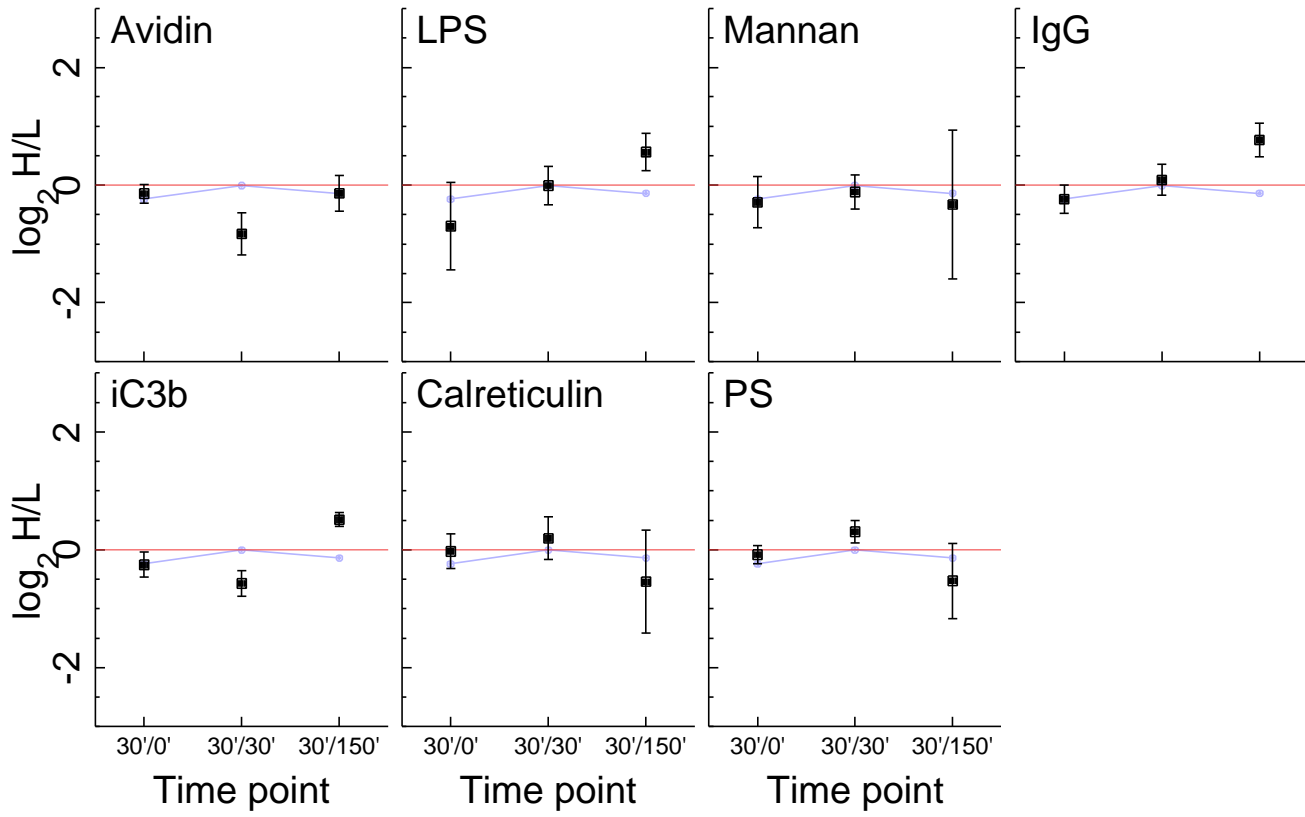 Avidin LPS Mannan IgG
2
0
-2
log2 H/L
iC3b Calreticulin PS
2
0
-2
log2 H/L
30'/0' 30'/30' 30'/150' 30'/0' 30'/30' 30'/150' 30'/0' 30'/30' 30'/150'
Time point Time point Time point